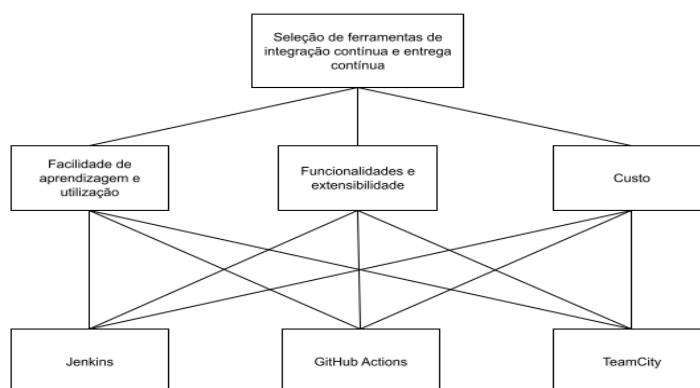 Seleção de ferramentas de
integração contínua e entrega
contínua
Facilidade de
aprendizagem e
utilização
Funcionalidades e
extensibilidade
Custo
Jenkins
GitHub Actions
TeamCity